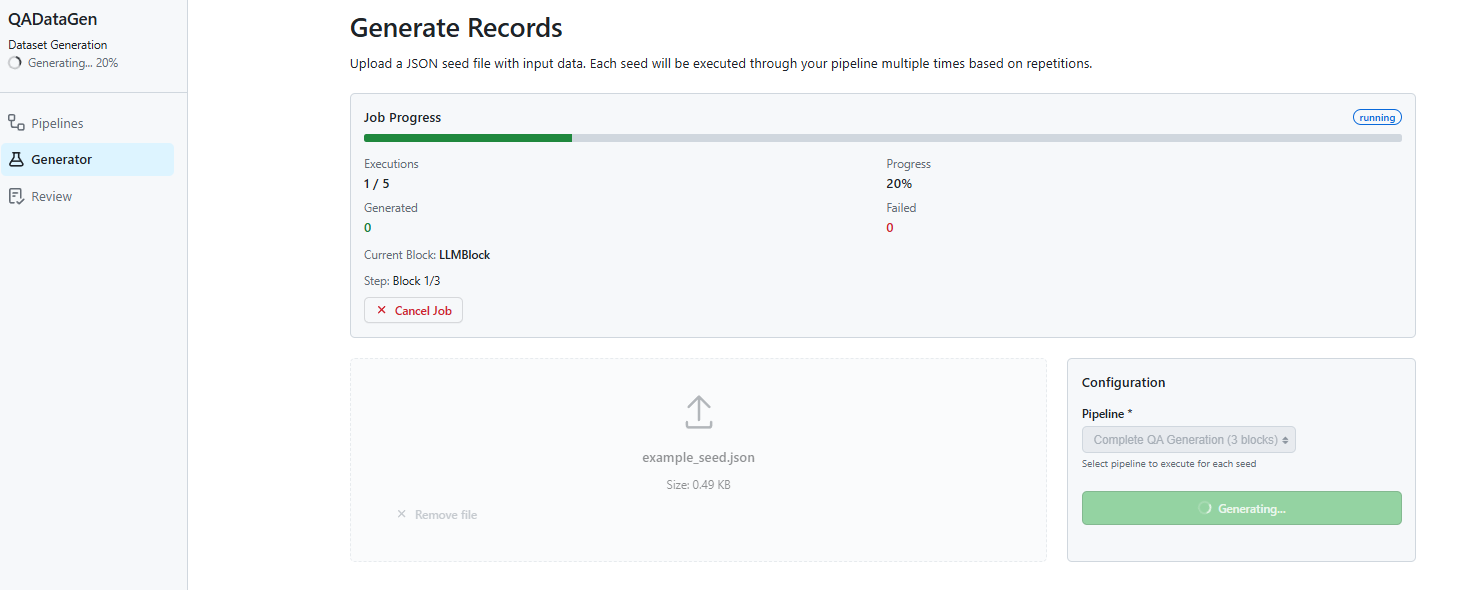 QADataGen
Dataset Generation
Generating... 20%
Pipelines
Generator
Review
Generate Records
Upload a JSON seed file with input data. Each seed will be executed through your pipeline multiple times based on repetitions.
Job Progress
running
Executions
1 / 5
Progress
20%
Generated
0
Failed
0
Current Block: LLMBlock
Step: Block 1/3
Cancel Job
example_seed.json
Size: 0.49 KB
Remove file
Configuration
Pipeline *
Complete QA Generation (3 blocks)
Select pipeline to execute for each seed
Generating...